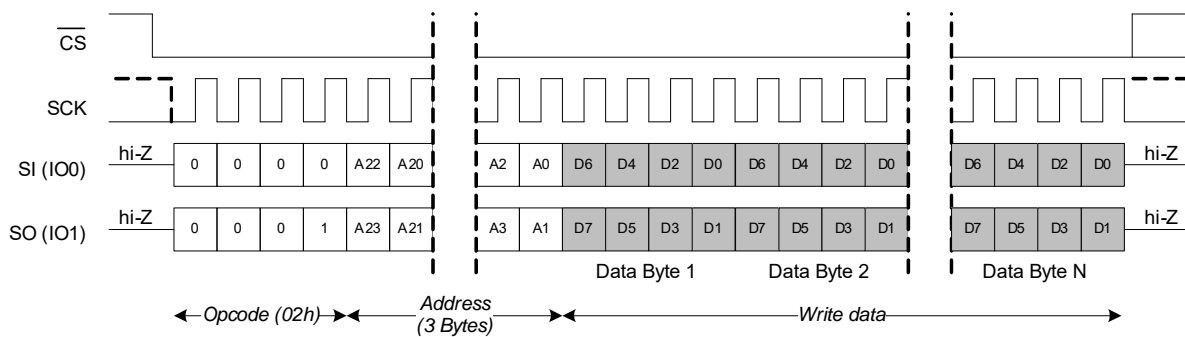 CS
SCK
SI (IO0) hi-Z 0 0 0 0 A22 A20 A2 A0 D6 D4 D2 D0 D6 D4 D2 D0 D6 D4 D2 D0 hi-Z
SO (IO1) hi-Z 0 0 0 1 A23 A21 A3 A1 D7 D5 D3 D1 D7 D5 D3 D1 D7 D5 D3 D1 hi-Z
Data Byte 1 Data Byte 2 Data Byte N
Opcode (02h) Address Write data
(3 Bytes)